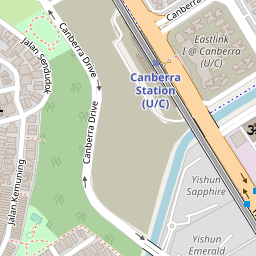 Canberra Drive
Canberra
Jalan Sendudok
Eastlink
I @ Canberra
(U/C)
Canberra
Station
(U/C)
Canberra Drive
Yishun
Sapphire
Jalan Kemuning
Yishun
Emerald